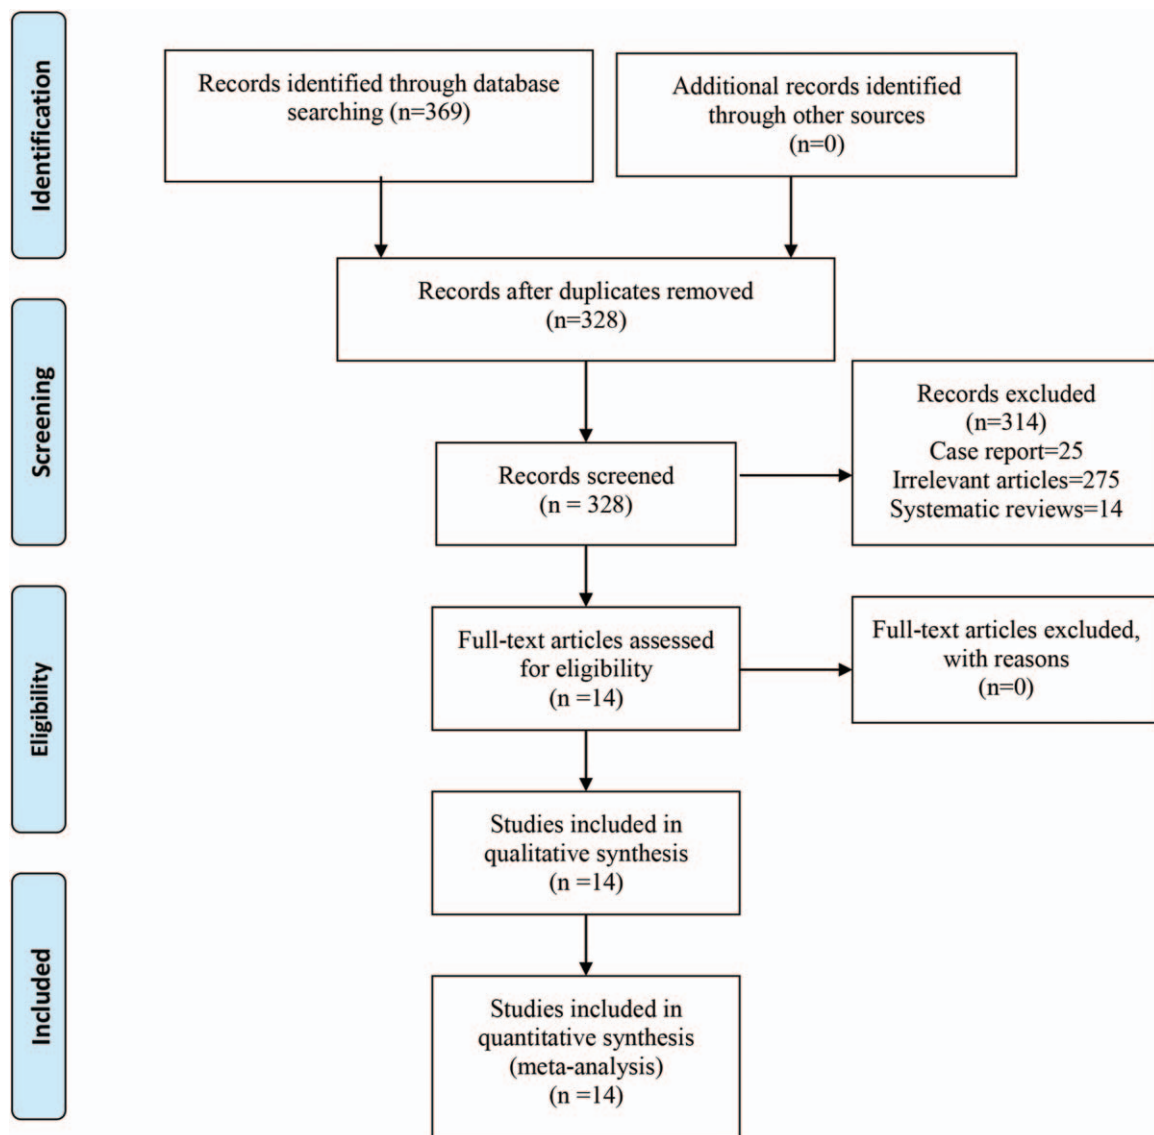 Identification
Records identified through database
searching (n=369)
Additional records identified
through other sources
(n=0)
Records after duplicates removed
(n=328)
Screening
Records screened
(n = 328)
Records excluded
(n=314)
Case report=25
Irrelevant articles=275
Systematic reviews=14
Eligibility
Full-text articles assessed
for eligibility
(n =14)
Full-text articles excluded,
with reasons
(n=0)
Studies included in
qualitative synthesis
(n =14)
Included
Studies included in
quantitative synthesis
(meta-analysis)
(n =14)